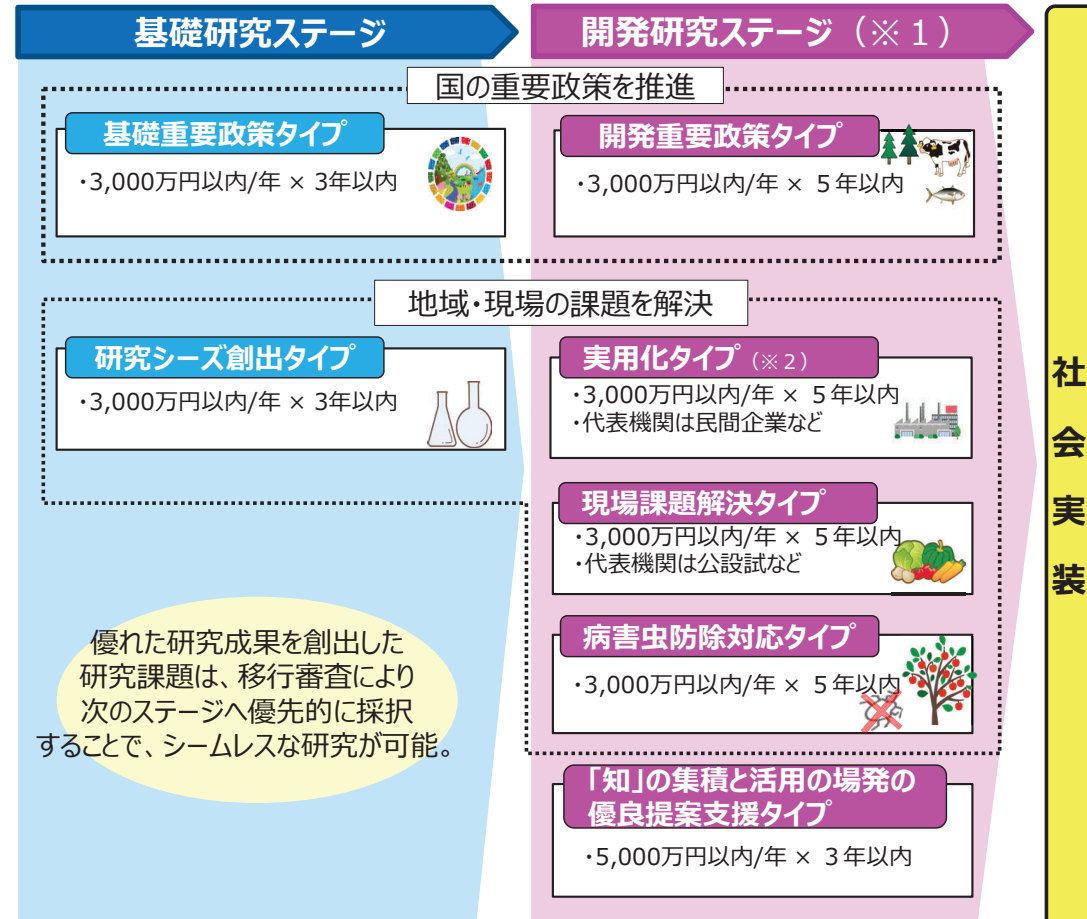 基礎研究ステージ
開発研究ステージ（※１）
国の重要政策を推進
基礎重要政策タイプ
・3,000万円以内/年 × 3年以内
開発重要政策タイプ
・3,000万円以内/年 × ５年以内
地域・現場の課題を解決
研究シーズ創出タイプ
・3,000万円以内/年 × 3年以内
実用化タイプ（※２）
・3,000万円以内/年 × ５年以内
・代表機関は民間企業など
現場課題解決タイプ
・3,000万円以内/年 × ５年以内
・代表機関は公設試など
病害虫防除対応タイプ
・3,000万円以内/年 × ５年以内
「知」の集積と活用の場発の
優良提案支援タイプ
・5,000万円以内/年 × ３年以内
優れた研究成果を創出した
研究課題は、移行審査により
次のステージへ優先的に採択
することで、シームレスな研究が可能。
社会実装